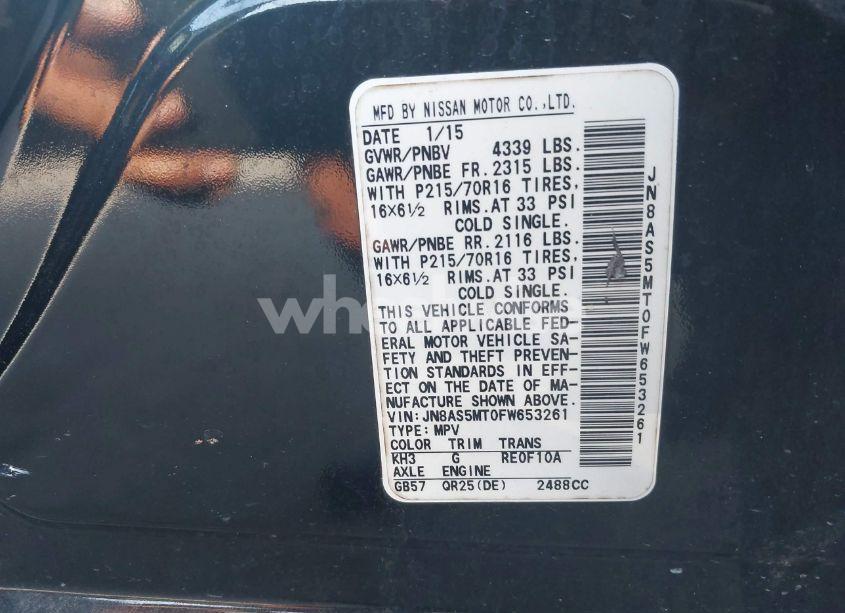 MFD BY NISSAN MOTOR CO.,LTD.
DATE 1/15
GVWR/PNBV 4339 LBS.
GAWR/PNBE FR. 2315 LBS.
WITH P215/70R16 TIRES,
16×6½ RIMS.AT 33 PSI
COLD SINGLE.
GAWR/PNBE RR. 2116 LBS.
WITH P215/70R16 TIRES,
16×6½ RIMS.AT 33 PSI
COLD SINGLE.
THIS VEHICLE CONFORMS
TO ALL APPLICABLE FED-
ERAL MOTOR VEHICLE SA-
FETY AND THEFT PREVEN-
TION STANDARDS IN EFF-
ECT ON THE DATE OF MA-
NUFACTURE SHOWN ABOVE.
VIN:JN8AS5MT0FW653261
TYPE:MPV
COLOR TRIM TRANS
KH3 G RE0F10A
AXLE ENGINE
GB57 QR25(DE) 2488CC
JN8AS5MT0FW653261